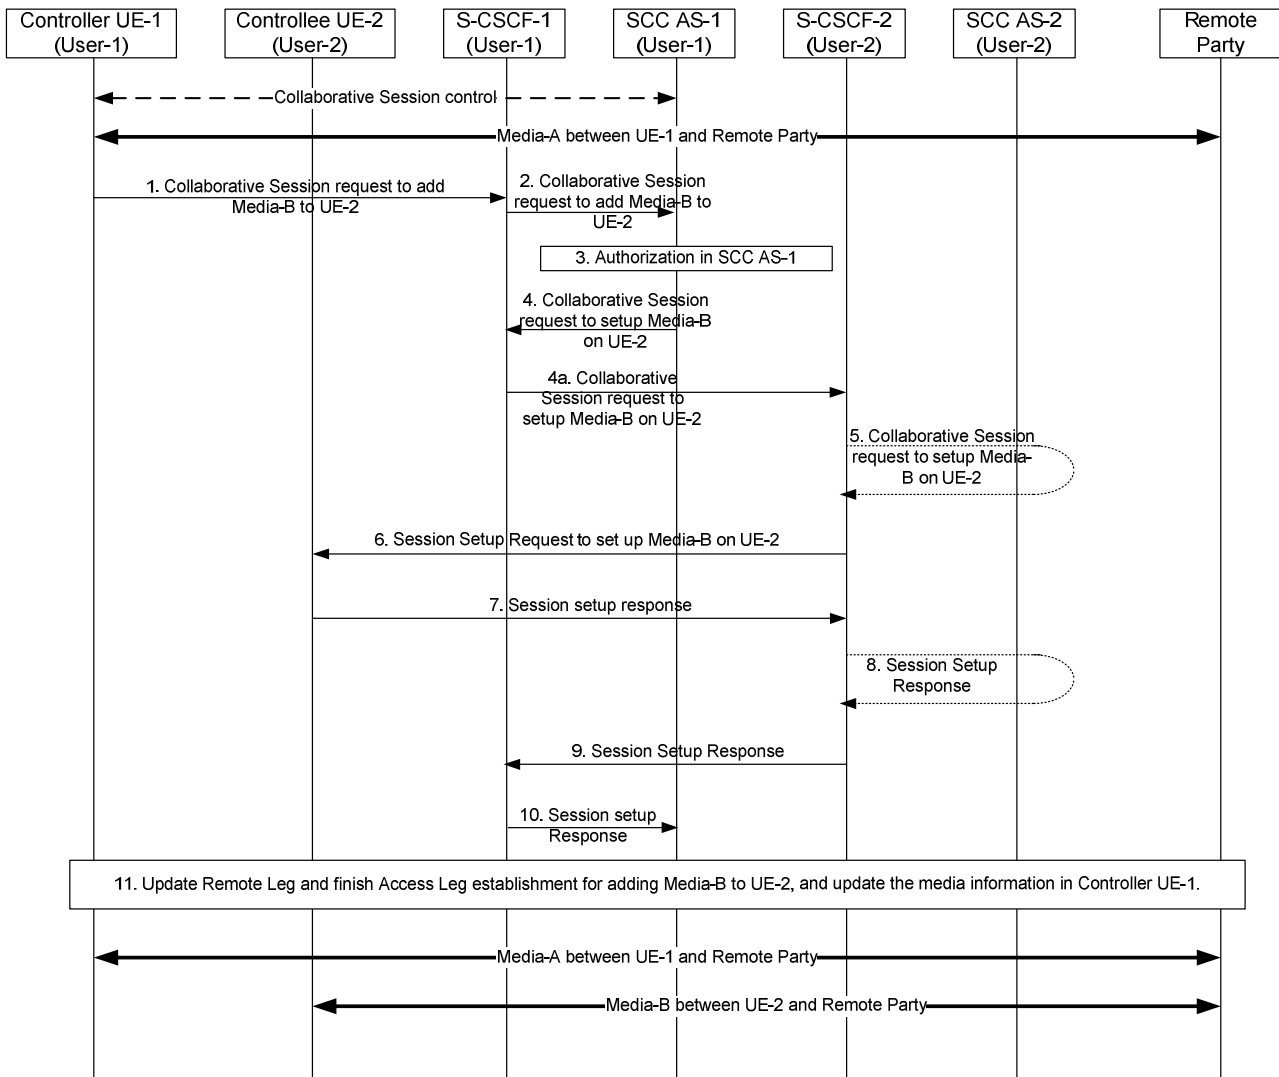 Controller UE-1
(User-1)
Controllee UE-2
(User-2)
S-CSCF-1
(User-1)
SCC AS-1
(User-1)
S-CSCF-2
(User-2)
SCC AS-2
(User-2)
Remote
Party
Collaborative Session control
Media-A between UE-1 and Remote Party
1. Collaborative Session request to add
Media-B to UE-2
2. Collaborative Session
request to add Media-B to
UE-2
3. Authorization in SCC AS-1
4. Collaborative Session
request to setup Media-B
on UE-2
4a. Collaborative
Session request to
setup Media-B on UE-2
5. Collaborative Session
request to setup Media-
B on UE-2
6. Session Setup Request to set up Media-B on UE-2
7. Session setup response
8. Session Setup
Response
9. Session Setup Response
10. Session setup
Response
11. Update Remote Leg and finish Access Leg establishment for adding Media-B to UE-2, and update the media information in Controller UE-1.
Media-A between UE-1 and Remote Party
Media-B between UE-2 and Remote Party